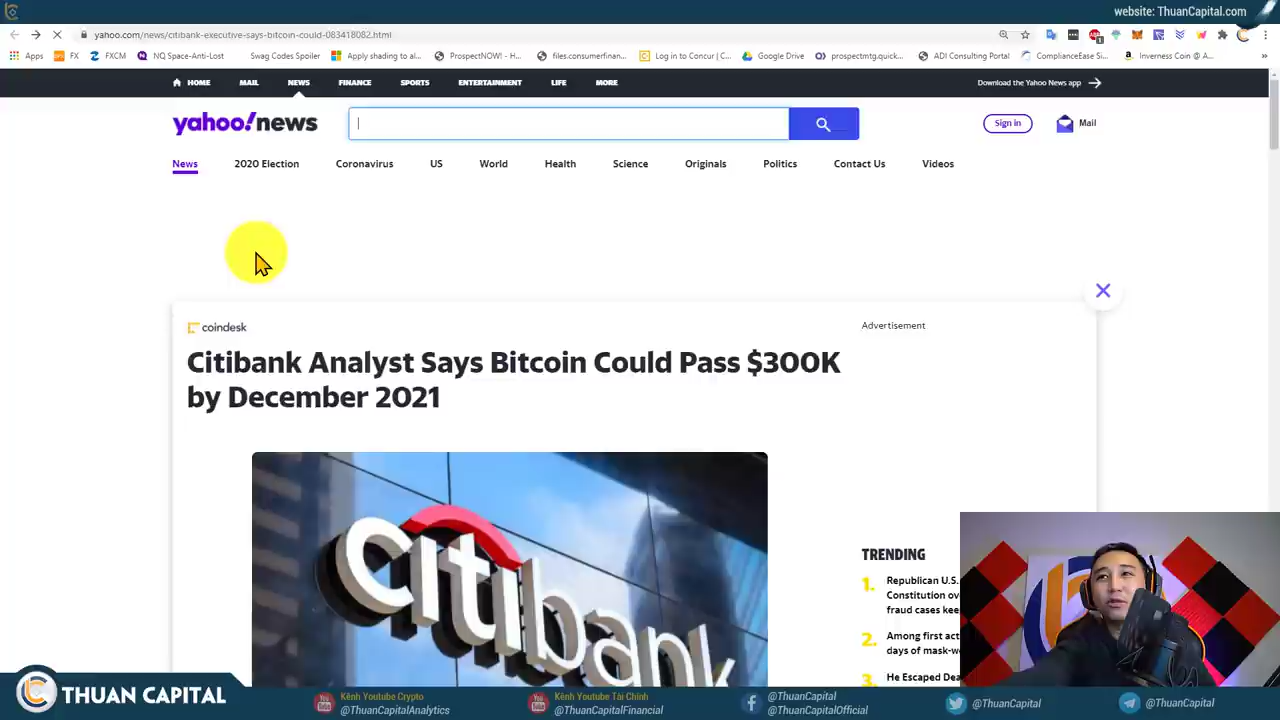 website: ThuanCapital.com
yahoo.com/news/citibank-executive-says-bitcoin-could-083418082.html
Apps FX FXCM NQ Space-Anti-Lost Swag Codes Spoiler Apply shading to al... ProspectNOW! -... files.consumerfinan... Log in to Concur | C... Google Drive prospectmtg.quick... ADI Consulting Portal ComplianceEase Si... Inverness Coin @ A... »
HOME MAIL NEWS FINANCE SPORTS ENTERTAINMENT LIFE MORE Download the Yahoo News app
yahoo!news Sign in Mail
News 2020 Election Coronavirus US World Health Science Originals Politics Contact Us Videos
coindesk
Advertisement
Citibank Analyst Says Bitcoin Could Pass $300K
by December 2021
citibank
TRENDING
1. Republican U.S.
Constitution ov
fraud cases kee
2. Among first act
days of mask-w
3. He Escaped Dea
THUAN CAPITAL
Kênh Youtube Crypto
@ThuanCapitalAnalytics
Kênh Youtube Tài Chính
@ThuanCapitalFinancial
@ThuanCapital
@ThuanCapitalOfficial
@ThuanCapital
@ThuanCapital